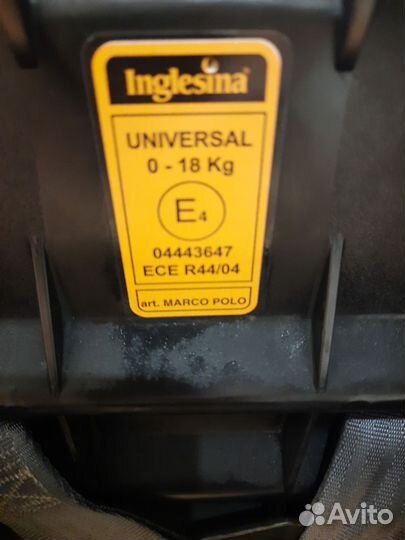 Inglesina
UNIVERSAL
0 - 18 Kg
E4
04443647
ECE R44/04
art. MARCO POLO
Avito